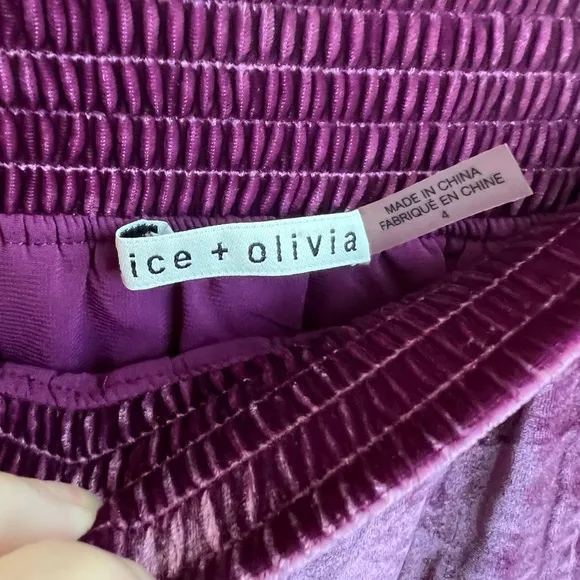 ice + olivia
MADE IN CHINA
FABRIQUÉ EN CHINE
4